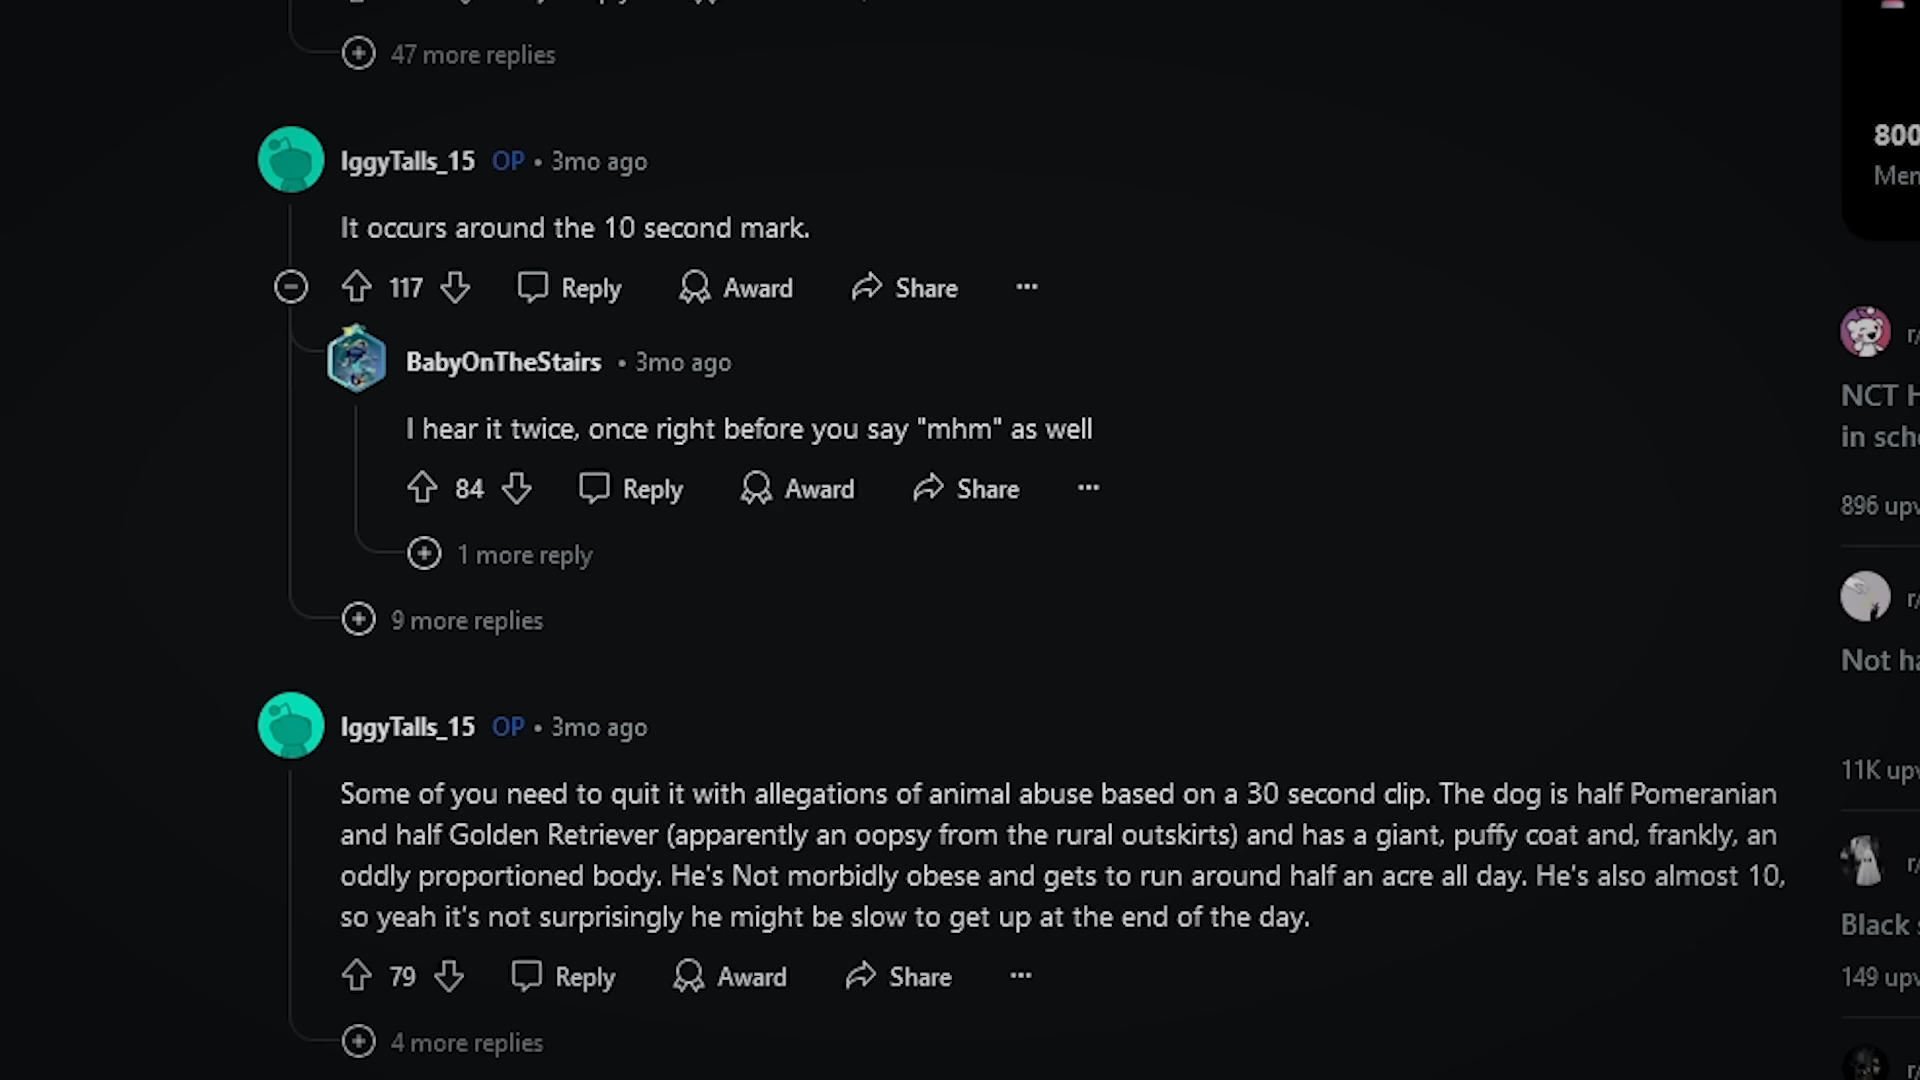 47 more replies
IggyTalls_15 OP • 3mo ago
It occurs around the 10 second mark.
117 Reply Award Share ...
BabyOnTheStairs • 3mo ago
I hear it twice, once right before you say "mhm" as well
84 Reply Award Share ...
1 more reply
9 more replies
IggyTalls_15 OP • 3mo ago
Some of you need to quit it with allegations of animal abuse based on a 30 second clip. The dog is half Pomeranian
and half Golden Retriever (apparently an oopsy from the rural outskirts) and has a giant, puffy coat and, frankly, an
oddly proportioned body. He's Not morbidly obese and gets to run around half an acre all day. He's also almost 10,
so yeah it's not surprisingly he might be slow to get up at the end of the day.
79 Reply Award Share ...
4 more replies
800
Mem
r/
NCT H
in scho
896 upv
r/
Not ha
11K upv
r/
Black s
149 upv
r/